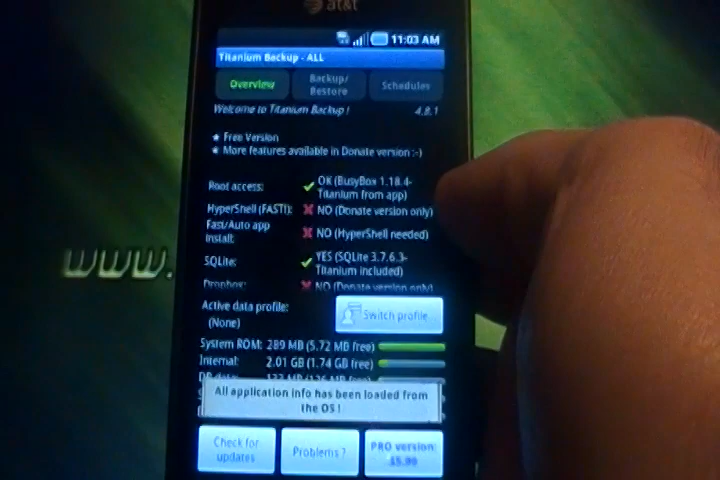 at&t
11:03 AM
Titanium Backup - ALL
Overview
Backup/
Restore
Schedules
Welcome to Titanium Backup !
4.8.1
★ Free Version
★ More features available in Donate version :-)
Root access:
OK (BusyBox 1.18.4-
Titanium from app)
HyperShell (FAST!):
NO (Donate version only)
Fast/Auto app
install:
NO (HyperShell needed)
SQLite:
YES (SQLite 3.7.6.3-
Titanium included)
Dropbox:
NO (Donate version only)
Active data profile:
(None)
Switch profile
System ROM: 289 MB (5.72 MB free)
Internal: 2.01 GB (1.74 GB free)
All application info has been loaded from
the OS !
Check for
updates
Problems ?
PRO version:
www.